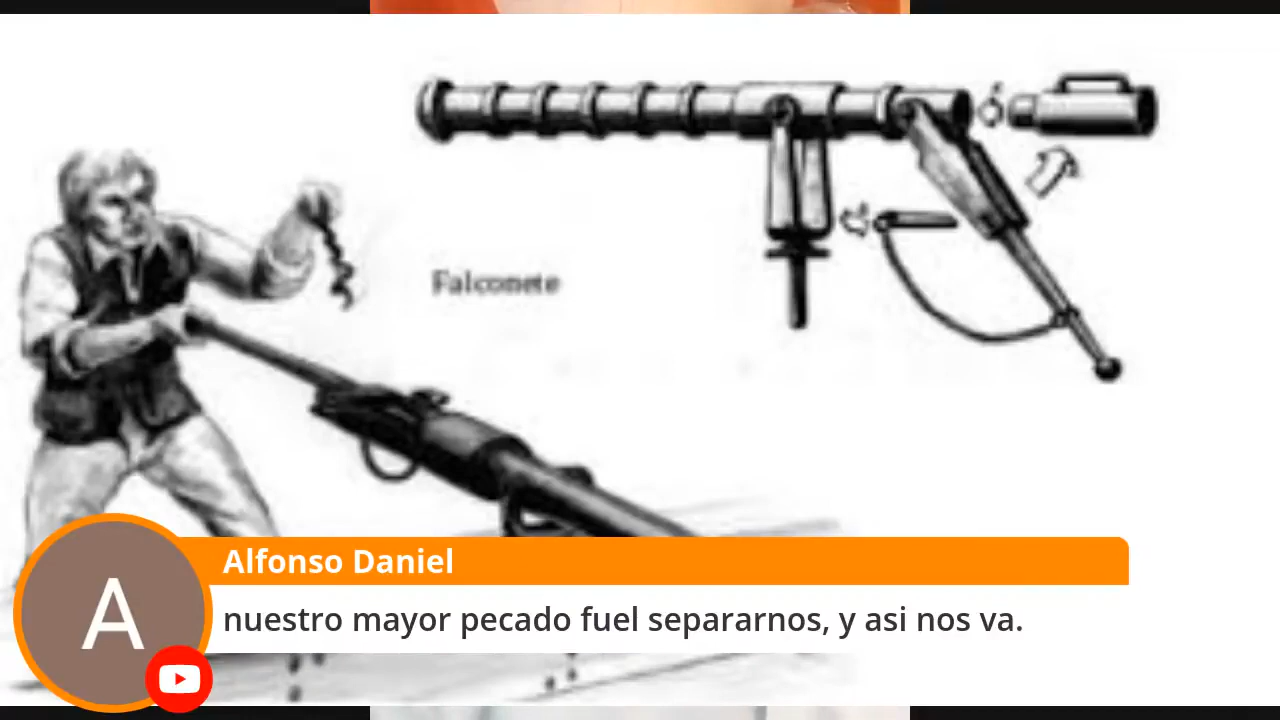 Falconete
A
Alfonso Daniel
nuestro mayor pecado fuel separarnos, y asi nos va.